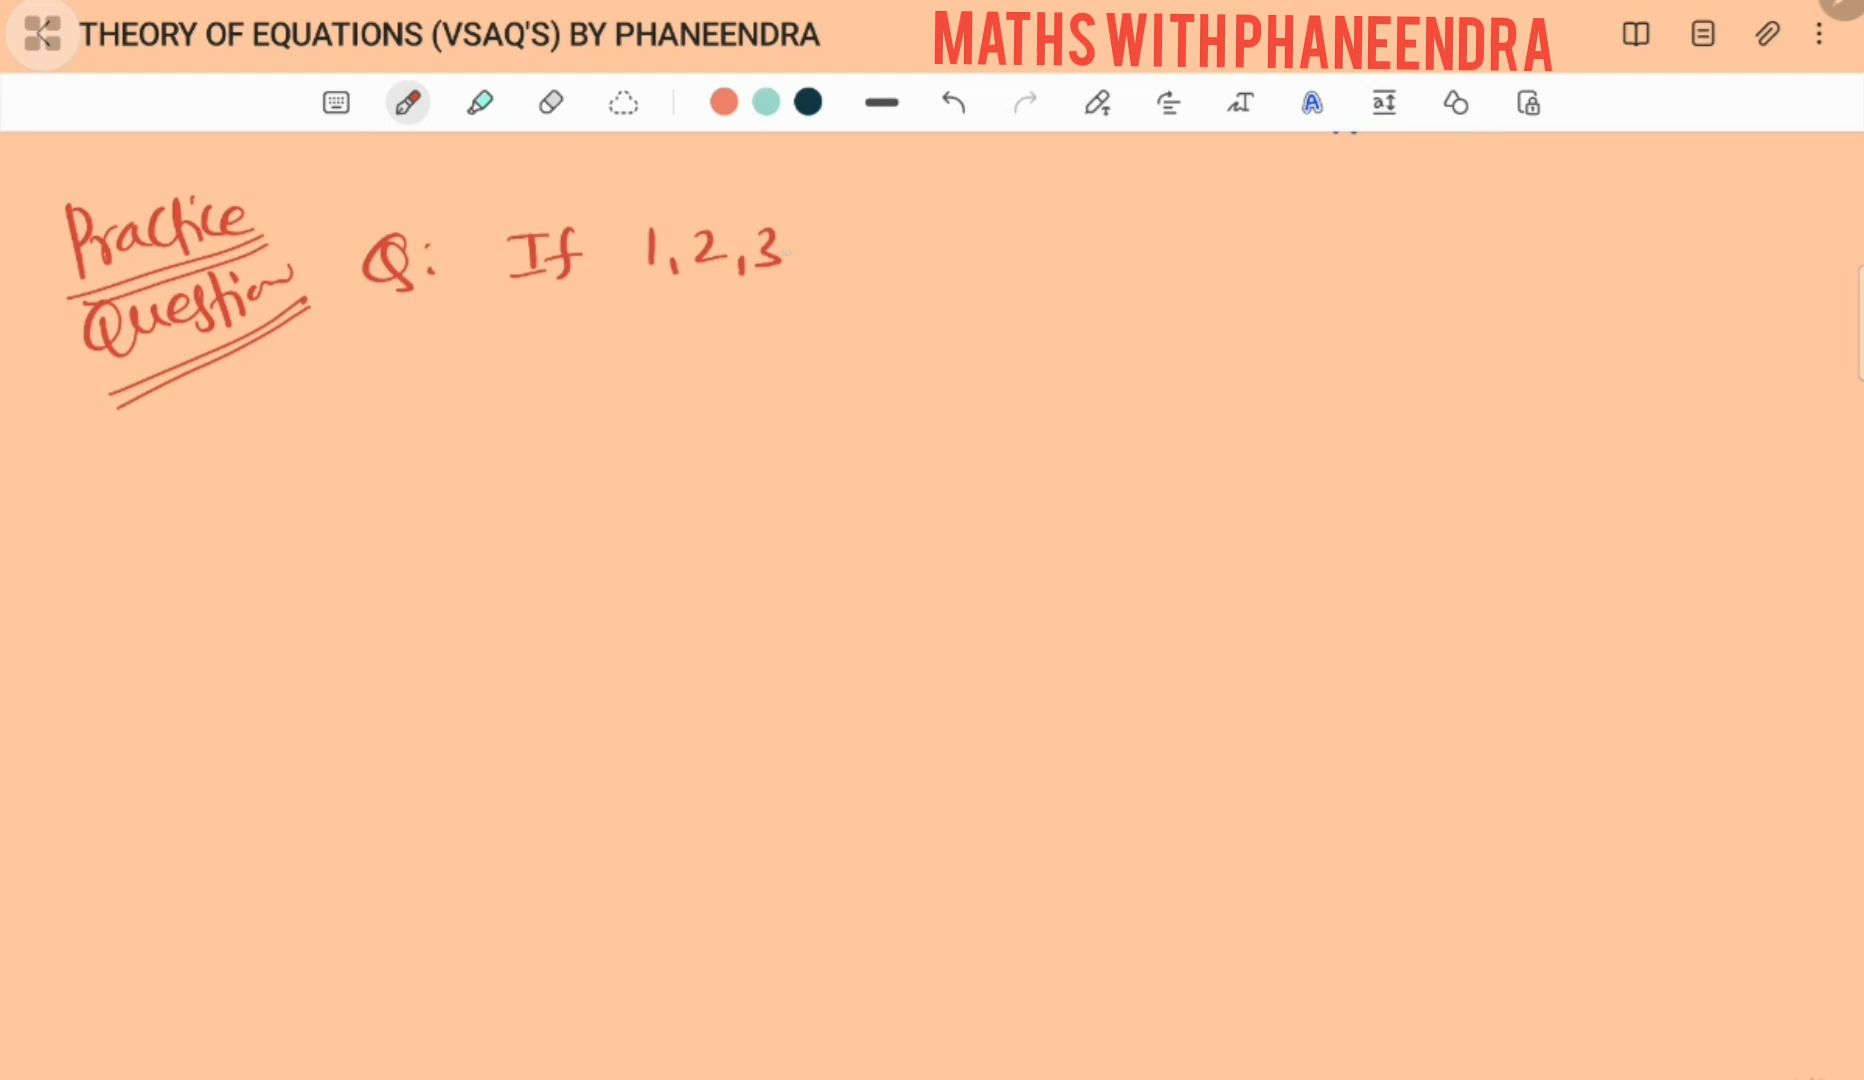 THEORY OF EQUATIONS (VSAQ'S) BY PHANEENDRA
MATHS WITH PHANEENDRA
Practice
Question
Q: If 1, 2, 3